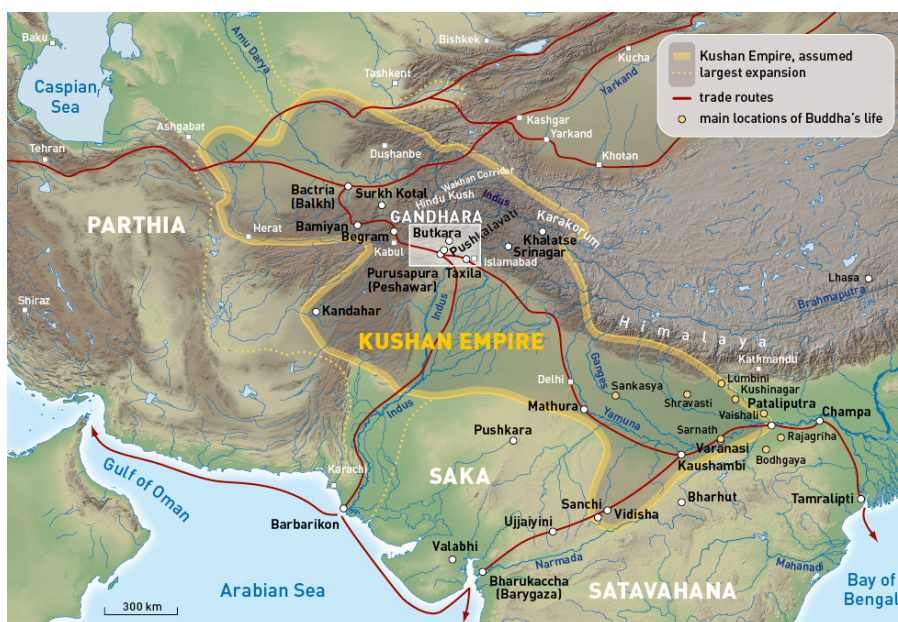 Baku
Caspian
Sea
Amu Darya
Bishkek
Tashkent
Kucha
Yarkand
Kushan Empire, assumed
largest expansion
trade routes
main locations of Buddha's life
Ashgabat
Tehran
Dushanbe
Kashgar
Yarkand
Khotan
Bactria
(Balkh)
Surkh Kotal
Wakhan Corridor
Hindu Kush
Indus
PARTHIA
Herat
Bamiyan
Begram
Kabul
GANDHARA
Butkara
Pushkalavati
Islamabad
Karakorum
Khalatse
Srinagar
Purusapura
(Peshawar)
Taxila
Lhasa
Brahmaputra
Shiraz
Kandahar
Indus
KUSHAN EMPIRE
Himalaya
Kathmandu
Delhi
Ganges
Sankasya
Lumbini
Kushinagar
Shravasti
Pataliputra
Vaishali
Champa
Mathura
Yamuna
Indus
Pushkara
Sarnath
Varanasi
Rajagriha
Kaushambi
Bodhgaya
Karachi
Gulf of Oman
SAKA
Barbarikon
Sanchi
Vidisha
Bharhut
Tamralipti
Ujjaiyini
Valabhi
Narmada
Mahanadi
Bharukaccha
(Barygaza)
SATAVAHANA
Arabian Sea
Bay of
Bengal
300 km